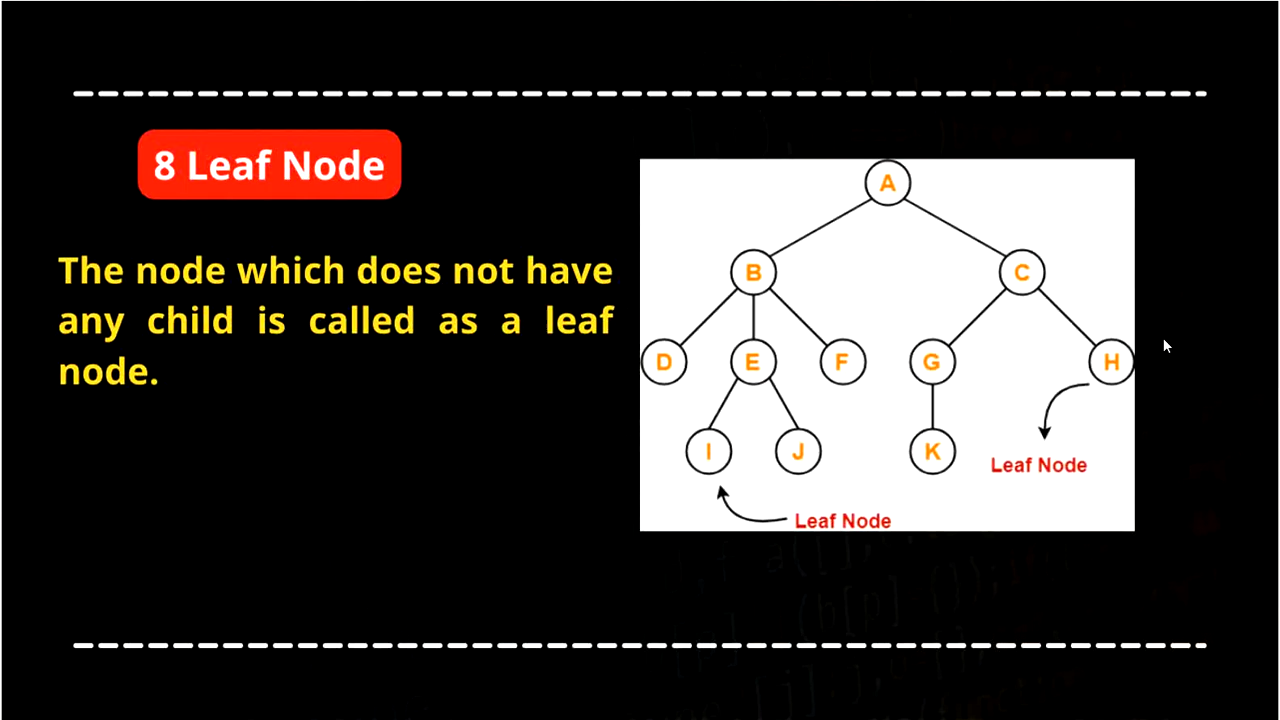 8 Leaf Node
The node which does not have
any child is called as a leaf
node.
A
B
C
D
E
F
G
H
I
J
K
Leaf Node
Leaf Node